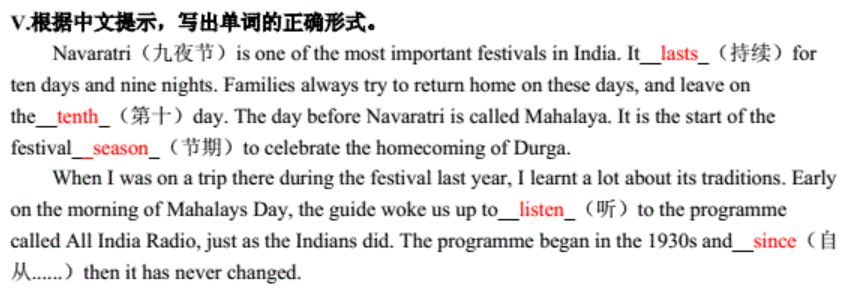 V.根据中文提示，写出单词的正确形式。
Navaratri（九夜节）is one of the most important festivals in India. It__lasts_（持续）for
ten days and nine nights. Families always try to return home on these days, and leave on
the__tenth_（第十）day. The day before Navaratri is called Mahalaya. It is the start of the
festival__season_（节期）to celebrate the homecoming of Durga.
When I was on a trip there during the festival last year, I learnt a lot about its traditions. Early
on the morning of Mahalays Day, the guide woke us up to__listen_（听）to the programme
called All India Radio, just as the Indians did. The programme began in the 1930s and__since（自
从......）then it has never changed.